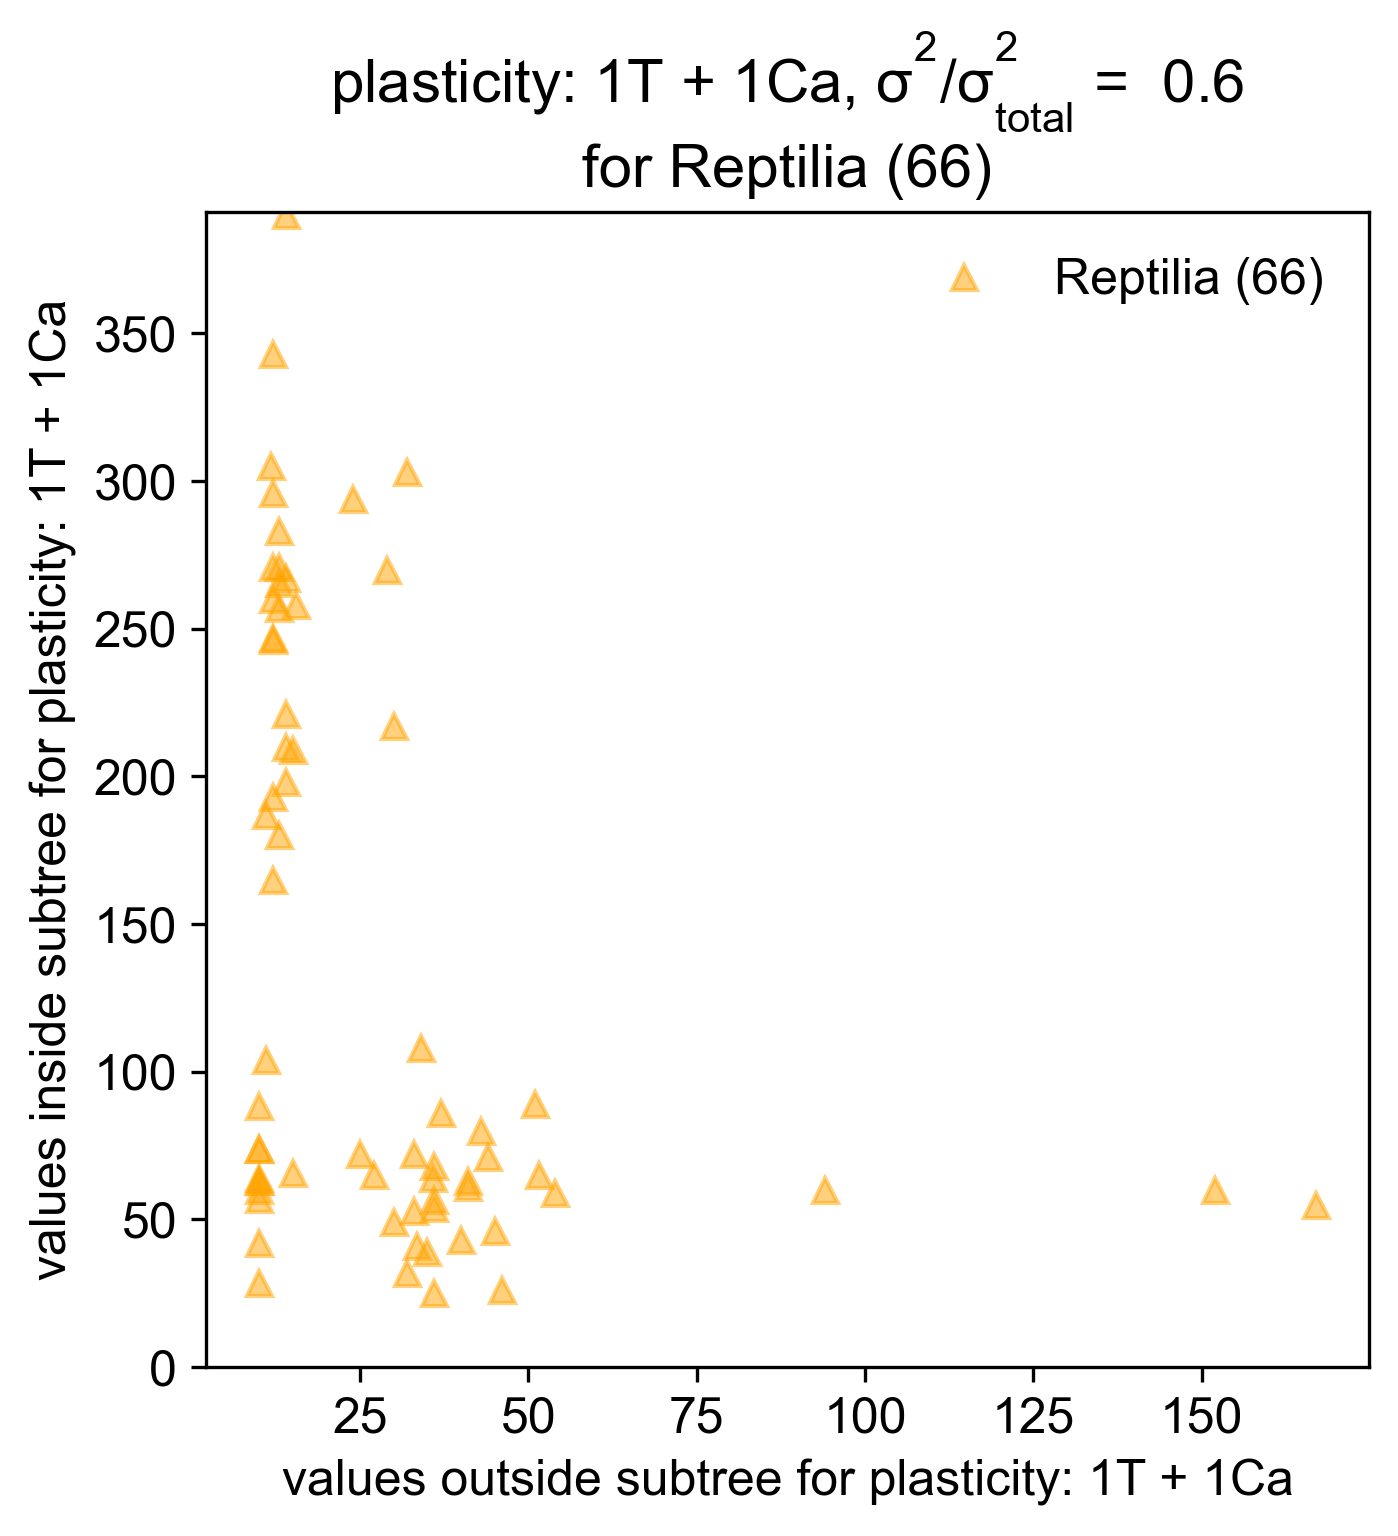 plasticity: 1T + 1Ca, σ²/σ²total = 0.6
for Reptilia (66)
Reptilia (66)
values inside subtree for plasticity: 1T + 1Ca
350
300
250
200
150
100
50
0
25 50 75 100 125 150
values outside subtree for plasticity: 1T + 1Ca